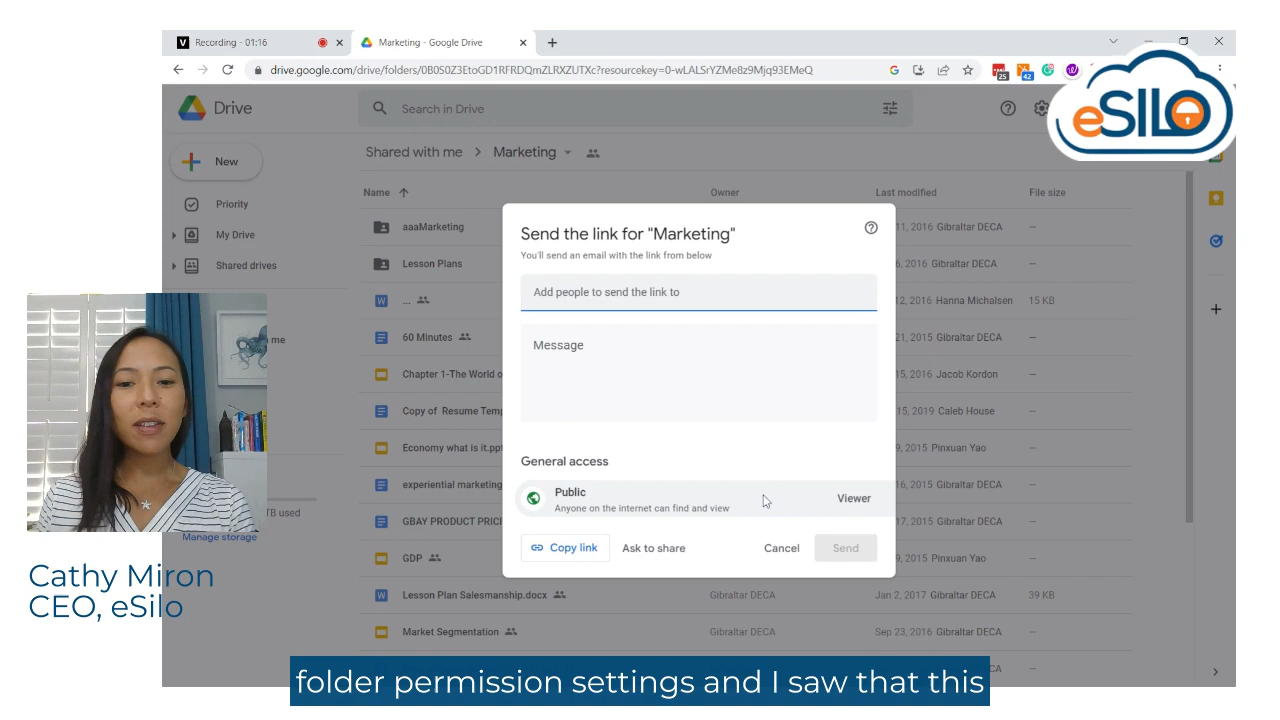 Recording - 01:16
Marketing - Google Drive
drive.google.com/drive/folders/0B0S0Z3EtoGD1RFRDQmZLRXZUTXc?resourcekey=0-wLALSrYZMe8z9Mjq93EMeQ
25
42
Drive
Search in Drive
eSILO
New
Shared with me > Marketing
Priority
My Drive
Shared drives
me
TB used
Manage storage
Name
Owner
Last modified
File size
aaaMarketing
11, 2016 Gibraltar DECA
—
Lesson Plans
6, 2016 Gibraltar DECA
—
...
12, 2016 Hanna Michalsen
15 KB
60 Minutes
21, 2015 Gibraltar DECA
—
Chapter 1-The World o
15, 2016 Jacob Kordon
—
Copy of Resume Temp
15, 2019 Caleb House
—
Economy what is it.ppt
9, 2015 Pinxuan Yao
—
experiential marketing
16, 2015 Gibraltar DECA
—
GBAY PRODUCT PRIC
17, 2015 Gibraltar DECA
—
GDP
9, 2015 Pinxuan Yao
—
Lesson Plan Salesmanship.docx
Gibraltar DECA
Jan 2, 2017 Gibraltar DECA
39 KB
Market Segmentation
Gibraltar DECA
Sep 23, 2016 Gibraltar DECA
—
Send the link for "Marketing"
You'll send an email with the link from below
Add people to send the link to
Message
General access
Public
Anyone on the internet can find and view
Viewer
Copy link
Ask to share
Cancel
Send
Cathy Miron
CEO, eSilo
folder permission settings and I saw that this